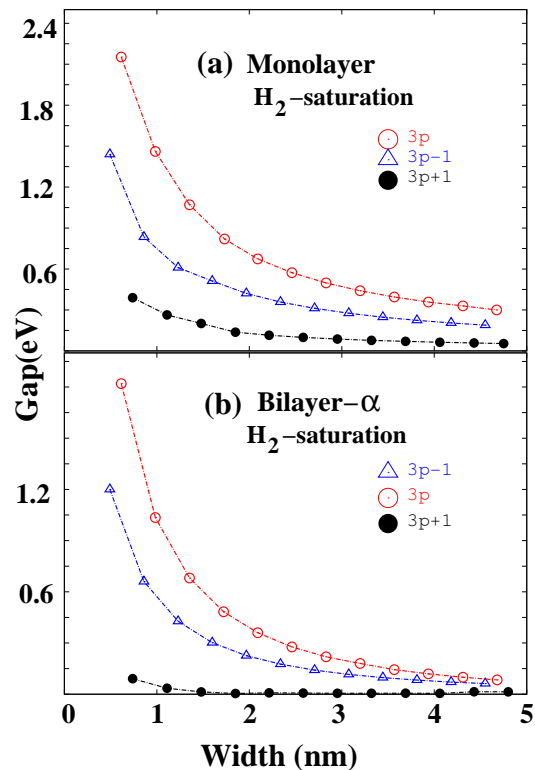 2.4
(a) Monolayer
H2-saturation
1.8
3p
3p-1
3p+1
1.2
0.6
Gap(eV)
(b) Bilayer-α
H2-saturation
3p-1
3p
3p+1
1.2
0.6
0 1 2 3 4 5
Width (nm)